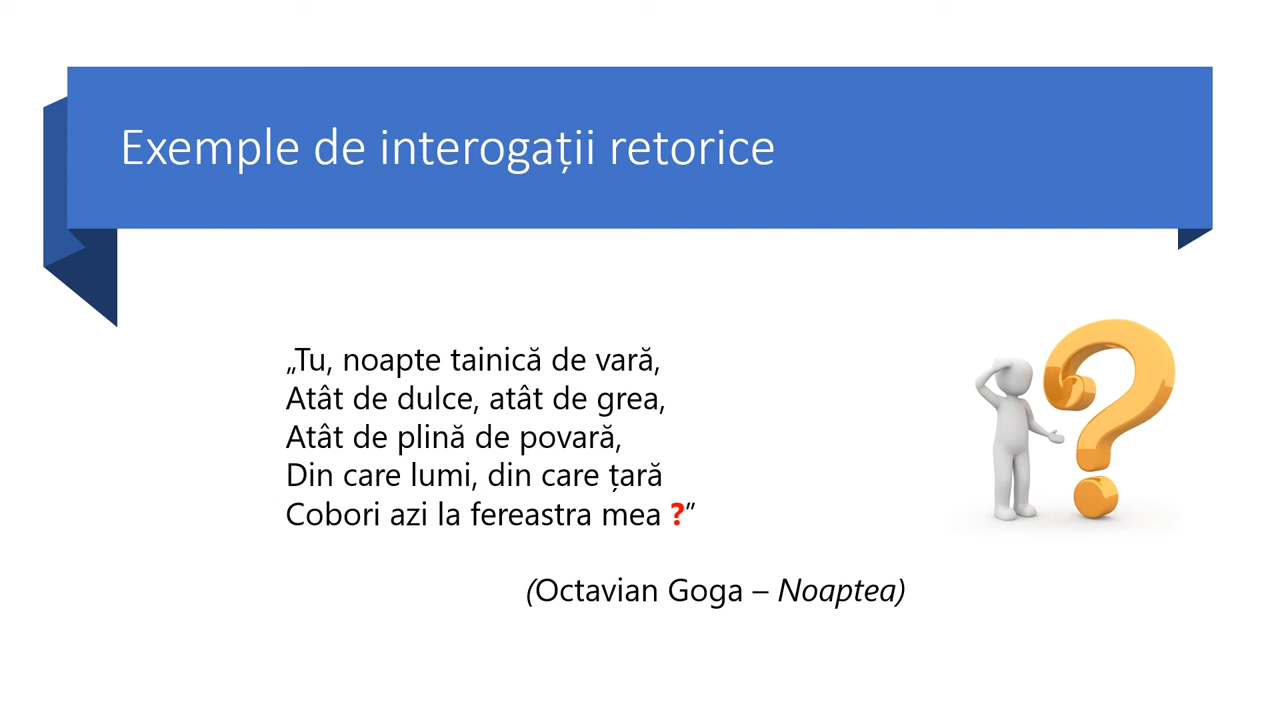 Exemple de interogații retorice
„Tu, noapte tainică de vară,
Atât de dulce, atât de grea,
Atât de plină de povară,
Din care lumi, din care țară
Cobori azi la fereastra mea ?”
(Octavian Goga – Noaptea)